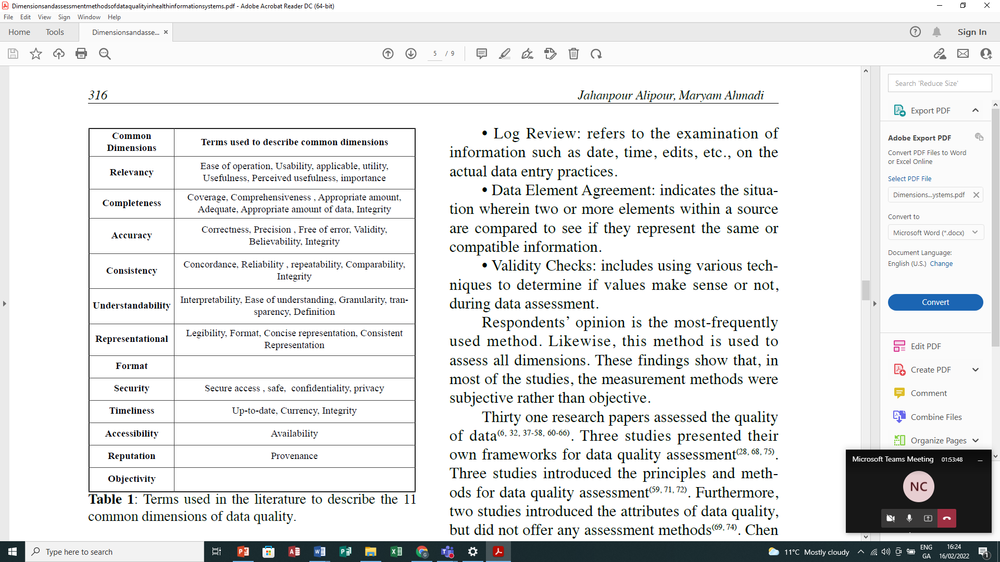 Dimensionsandassessmentmethodsofdataqualityinhealthinformationsystems.pdf - Adobe Acrobat Reader DC (64-bit)
File Edit View Sign Window Help
Home Tools Dimensionsandasse... × Sign In
5 / 9
316 Jahanpour Alipour, Maryam Ahmadi
Common
Dimensions
Terms used to describe common dimensions
Relevancy
Ease of operation, Usability, applicable, utility,
Usefulness, Perceived usefulness, importance
Completeness
Coverage, Comprehensiveness , Appropriate amount,
Adequate, Appropriate amount of data, Integrity
Accuracy
Correctness, Precision , Free of error, Validity,
Believability, Integrity
Consistency
Concordance, Reliability , repeatability, Comparability,
Integrity
Understandability
Interpretability, Ease of understanding, Granularity, tran-
sparency, Definition
Representational
Legibility, Format, Concise representation, Consistent
Representation
Format
Security
Secure access , safe, confidentiality, privacy
Timeliness
Up-to-date, Currency, Integrity
Accessibility
Availability
Reputation
Provenance
Objectivity
Table 1: Terms used in the literature to describe the 11
common dimensions of data quality.
• Log Review: refers to the examination of
information such as date, time, edits, etc., on the
actual data entry practices.
• Data Element Agreement: indicates the situa-
tion wherein two or more elements within a source
are compared to see if they represent the same or
compatible information.
• Validity Checks: includes using various tech-
niques to determine if values make sense or not,
during data assessment.
Respondents’ opinion is the most-frequently
used method. Likewise, this method is used to
assess all dimensions. These findings show that, in
most of the studies, the measurement methods were
subjective rather than objective.
Thirty one research papers assessed the quality
of data(6, 32, 37-58, 60-66). Three studies presented their
own frameworks for data quality assessment(28, 68, 75).
Three studies introduced the principles and meth-
ods for data quality assessment(59, 71, 72). Furthermore,
two studies introduced the attributes of data quality,
but did not offer any assessment methods(69, 74). Chen
Search 'Reduce Size'
Export PDF
Adobe Export PDF
Convert PDF Files to Word
or Excel Online
Select PDF File
Dimensions...ystems.pdf
Convert to
Microsoft Word (*.docx)
Document Language:
English (U.S.) Change
Convert
Edit PDF
Create PDF
Comment
Combine Files
Organize Pages
Microsoft Teams Meeting 01:53:48
NC
Type here to search
11°C Mostly cloudy
ENG
GA
16:24
16/02/2022
1